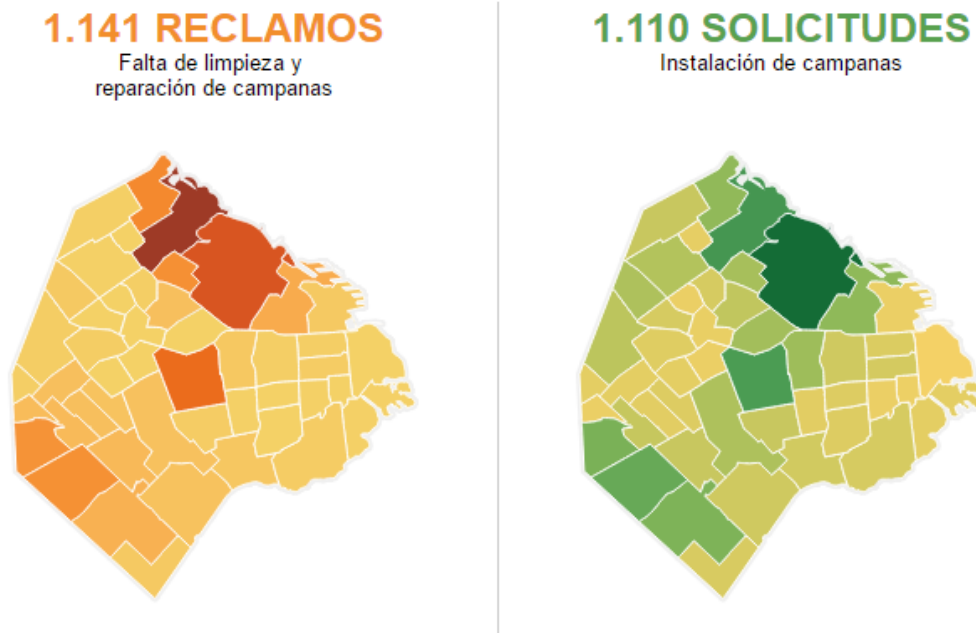 1.141 RECLAMOS
Falta de limpieza y
reparación de campanas
1.110 SOLICITUDES
Instalación de campanas